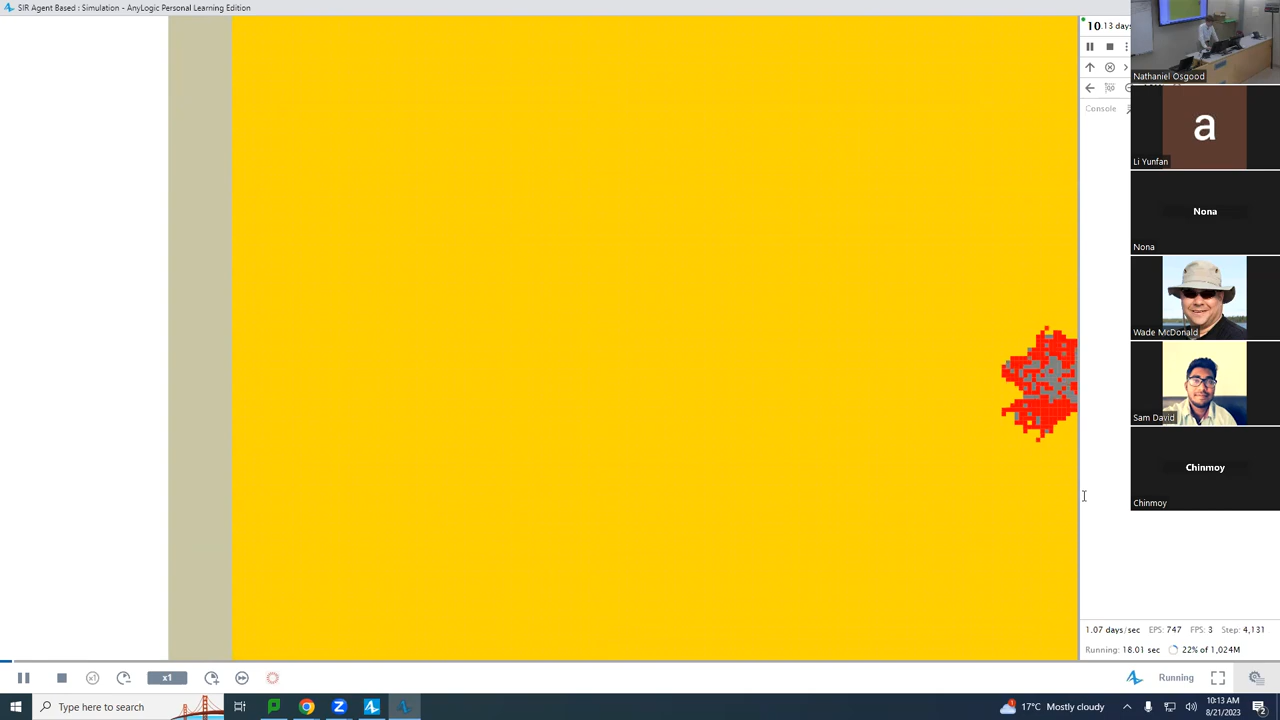 SIR Agent Based : Simulation - AnyLogic Personal Learning Edition
10.13 days
Nathaniel Osgood
Console
a
Li Yunfan
Nona
Nona
Wade McDonald
Sam David
Chinmoy
Chinmoy
1.07 days/sec EPS: 747 FPS: 3 Step: 4,131
Running: 18.01 sec 22% of 1,024M
x1
Running
Type here to search
17°C Mostly cloudy
10:13 AM
8/21/2023
2